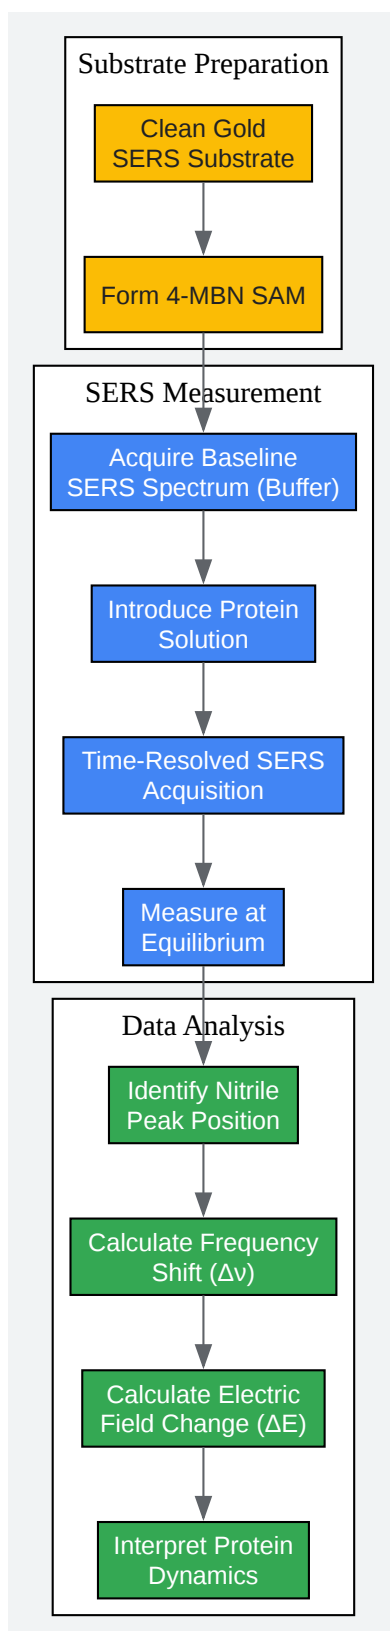 Substrate Preparation
Clean Gold
SERS Substrate
Form 4-MBN SAM
SERS Measurement
Acquire Baseline
SERS Spectrum (Buffer)
Introduce Protein
Solution
Time-Resolved SERS
Acquisition
Measure at
Equilibrium
Data Analysis
Identify Nitrile
Peak Position
Calculate Frequency
Shift (Δν)
Calculate Electric
Field Change (ΔE)
Interpret Protein
Dynamics